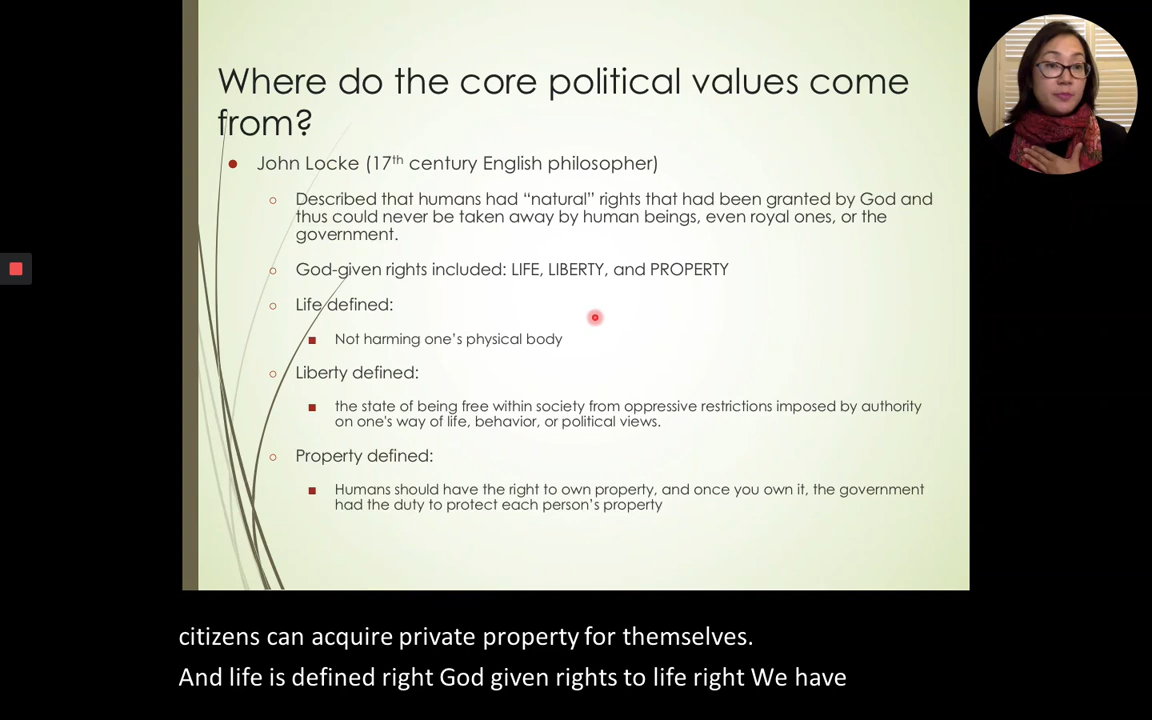 Where do the core political values come
from?
John Locke (17th century English philosopher)
Described that humans had “natural” rights that had been granted by God and
thus could never be taken away by human beings, even royal ones, or the
government.
God-given rights included: LIFE, LIBERTY, and PROPERTY
Life defined:
Not harming one’s physical body
Liberty defined:
the state of being free within society from oppressive restrictions imposed by authority
on one's way of life, behavior, or political views.
Property defined:
Humans should have the right to own property, and once you own it, the government
had the duty to protect each person’s property
citizens can acquire private property for themselves.
And life is defined right God given rights to life right We have